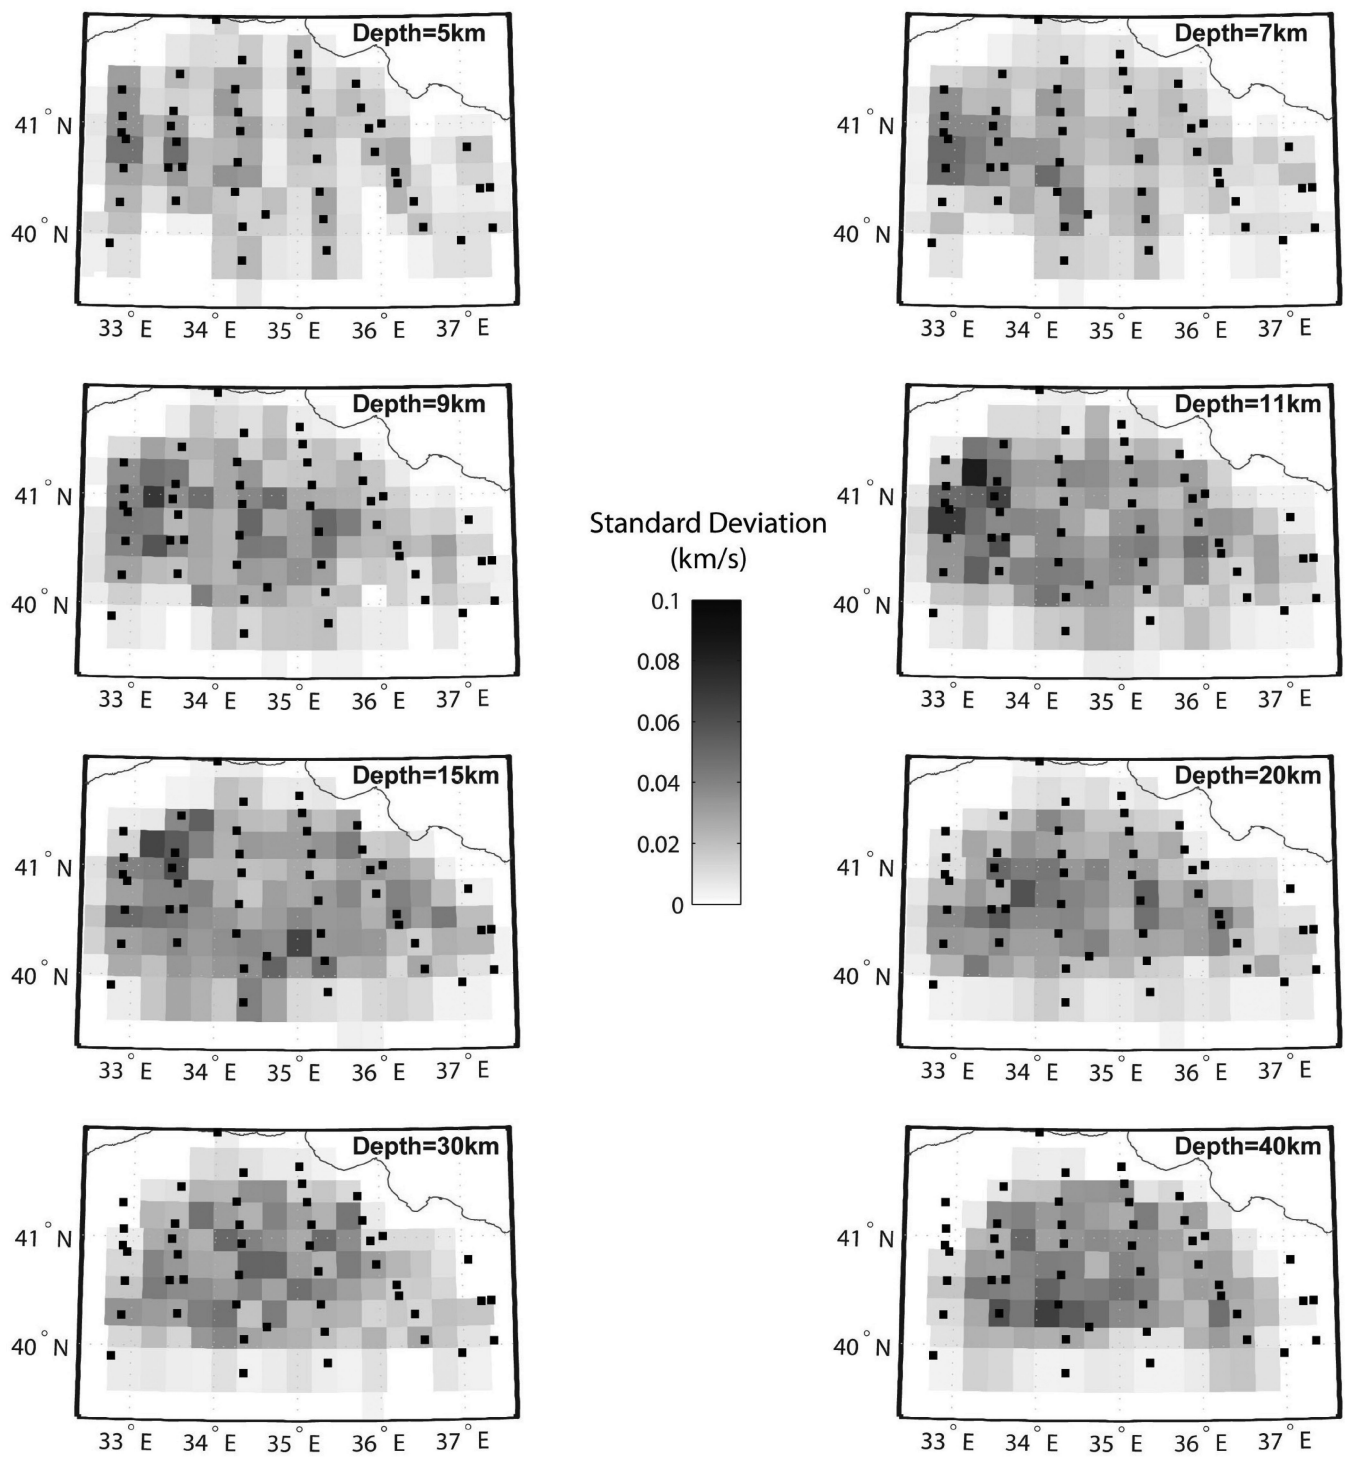 Depth=5km
41° N
40° N
33° E 34° E 35° E 36° E 37° E
Depth=7km
41° N
40° N
33° E 34° E 35° E 36° E 37° E
Depth=9km
41° N
40° N
33° E 34° E 35° E 36° E 37° E
Depth=11km
41° N
40° N
33° E 34° E 35° E 36° E 37° E
Standard Deviation
(km/s)
0.1
0.08
0.06
0.04
0.02
0
Depth=15km
41° N
40° N
33° E 34° E 35° E 36° E 37° E
Depth=20km
41° N
40° N
33° E 34° E 35° E 36° E 37° E
Depth=30km
41° N
40° N
33° E 34° E 35° E 36° E 37° E
Depth=40km
41° N
40° N
33° E 34° E 35° E 36° E 37° E